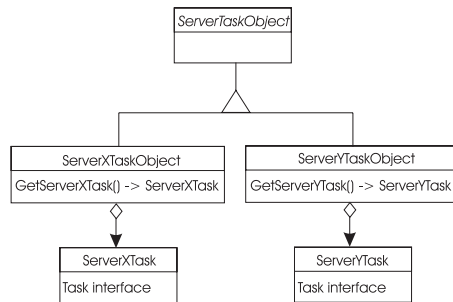 ServerTaskObject
ServerXTaskObject
GetServerXTask() -> ServerXTask
ServerYTaskObject
GetServerYTask() -> ServerYTask
ServerXTask
Task interface
ServerYTask
Task interface